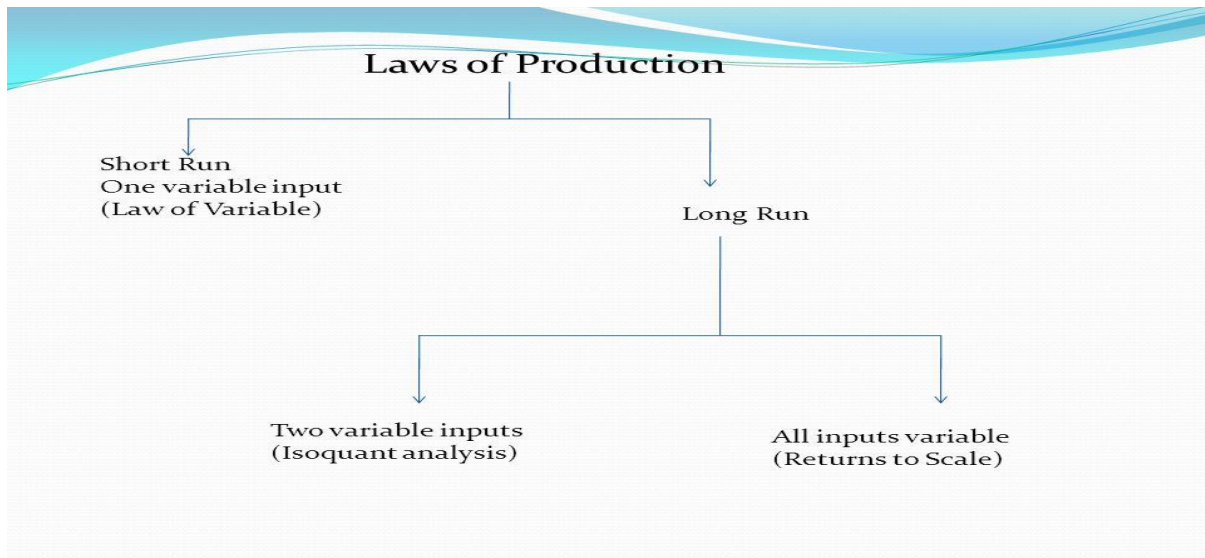 Laws of Production
Short Run
One variable input
(Law of Variable)
Long Run
Two variable inputs
(Isoquant analysis)
All inputs variable
(Returns to Scale)